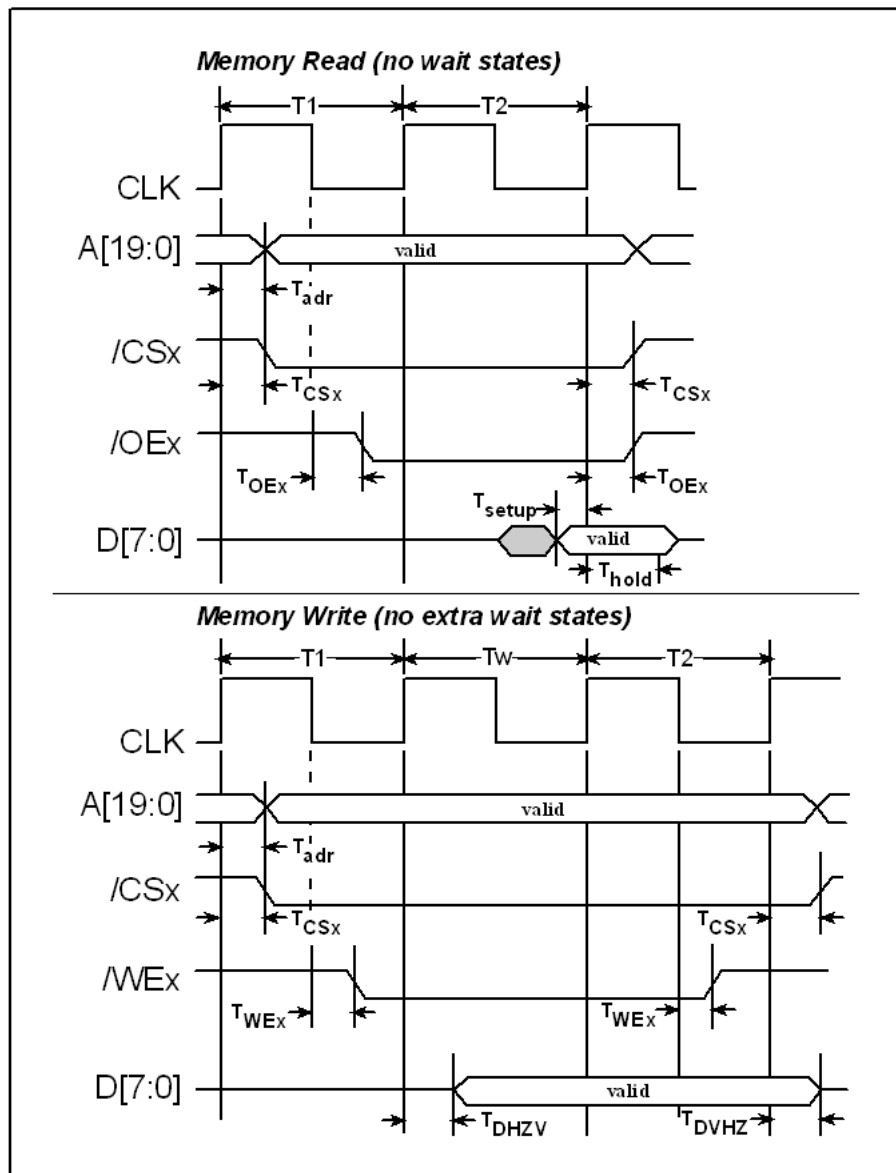 Memory Read (no wait states)
T1 T2
CLK
A[19:0] valid
Tadr
/CSx
TCSx TCSx
/OEx
TOEx TOEx
Tsetup
D[7:0] valid
Thold
Memory Write (no extra wait states)
T1 Tw T2
CLK
A[19:0] valid
Tadr
/CSx
TCSx TCSx
/WEx
TWEx TWEx
D[7:0] valid
TDHZV TDVHZ